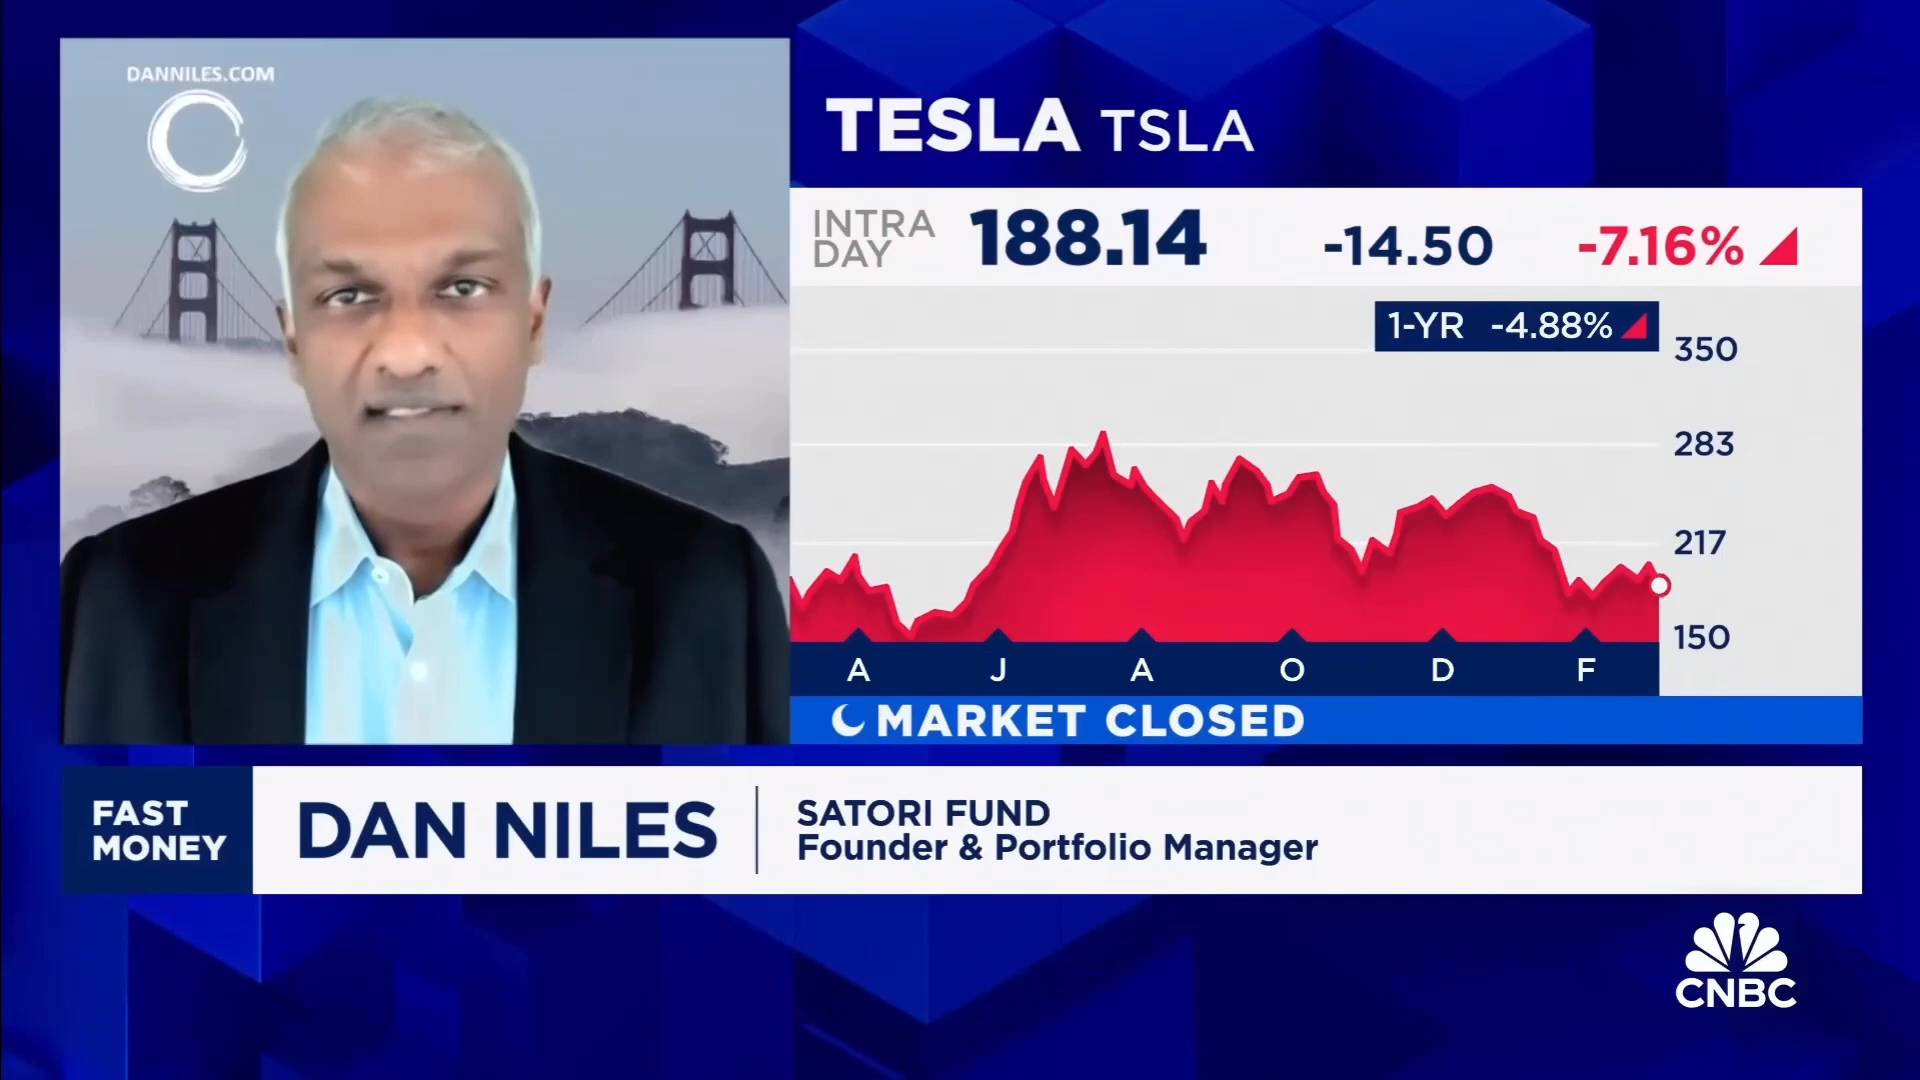 DANNILES.COM
TESLA TSLA
INTRA
DAY
188.14
-14.50
-7.16%
1-YR -4.88%
350
283
217
150
A J A O D F
MARKET CLOSED
FAST
MONEY
DAN NILES
SATORI FUND
Founder & Portfolio Manager
CNBC